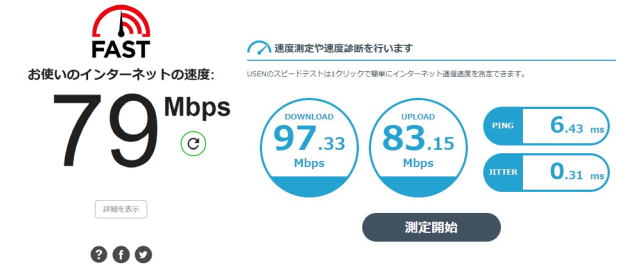 FAST
お使いのインターネットの速度:
79 Mbps
詳細を表示
? f
速度測定や速度診断を行います
USENのスピードテストは1クリックで簡単にインターネット通信速度を測定できます。
DOWNLOAD
97.33
Mbps
UPLOAD
83.15
Mbps
PING 6.43 ms
JITTER 0.31 ms
測定開始